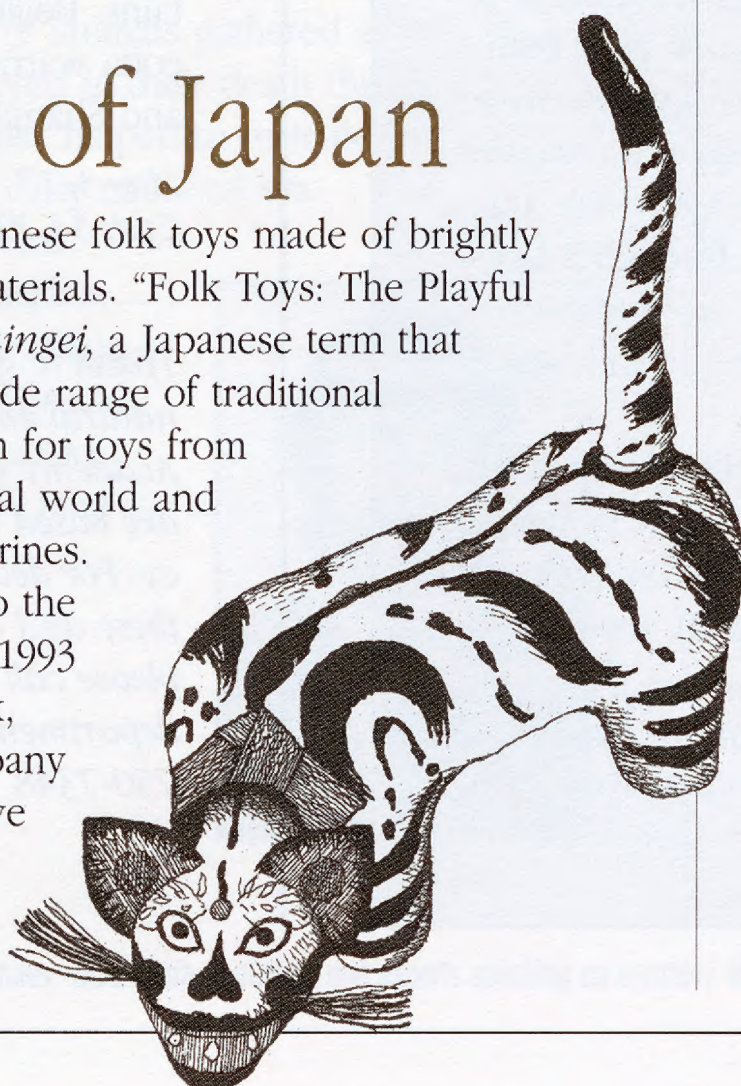 of Japan
nese folk toys made of brightly
aterials. “Folk Toys: The Playful
ingei, a Japanese term that
de range of traditional
n for toys from
al world and
rines.
o the
1993
k,
pany
ve